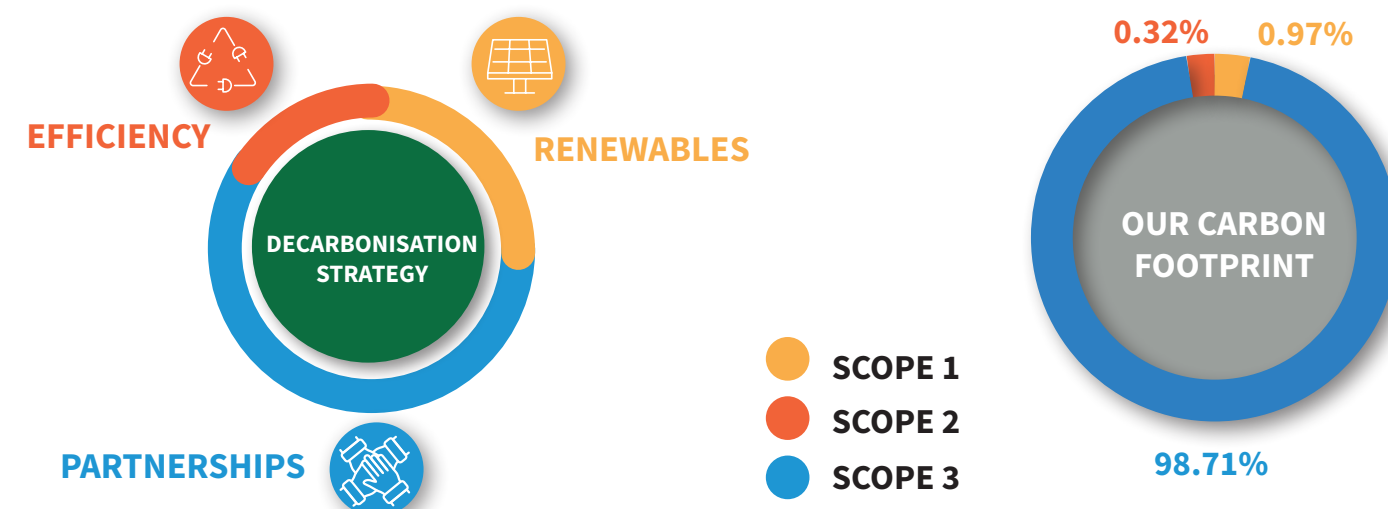 EFFICIENCY
RENEWABLES
DECARBONISATION
STRATEGY
PARTNERSHIPS
SCOPE 1
SCOPE 2
SCOPE 3
0.32%
0.97%
OUR CARBON
FOOTPRINT
98.71%